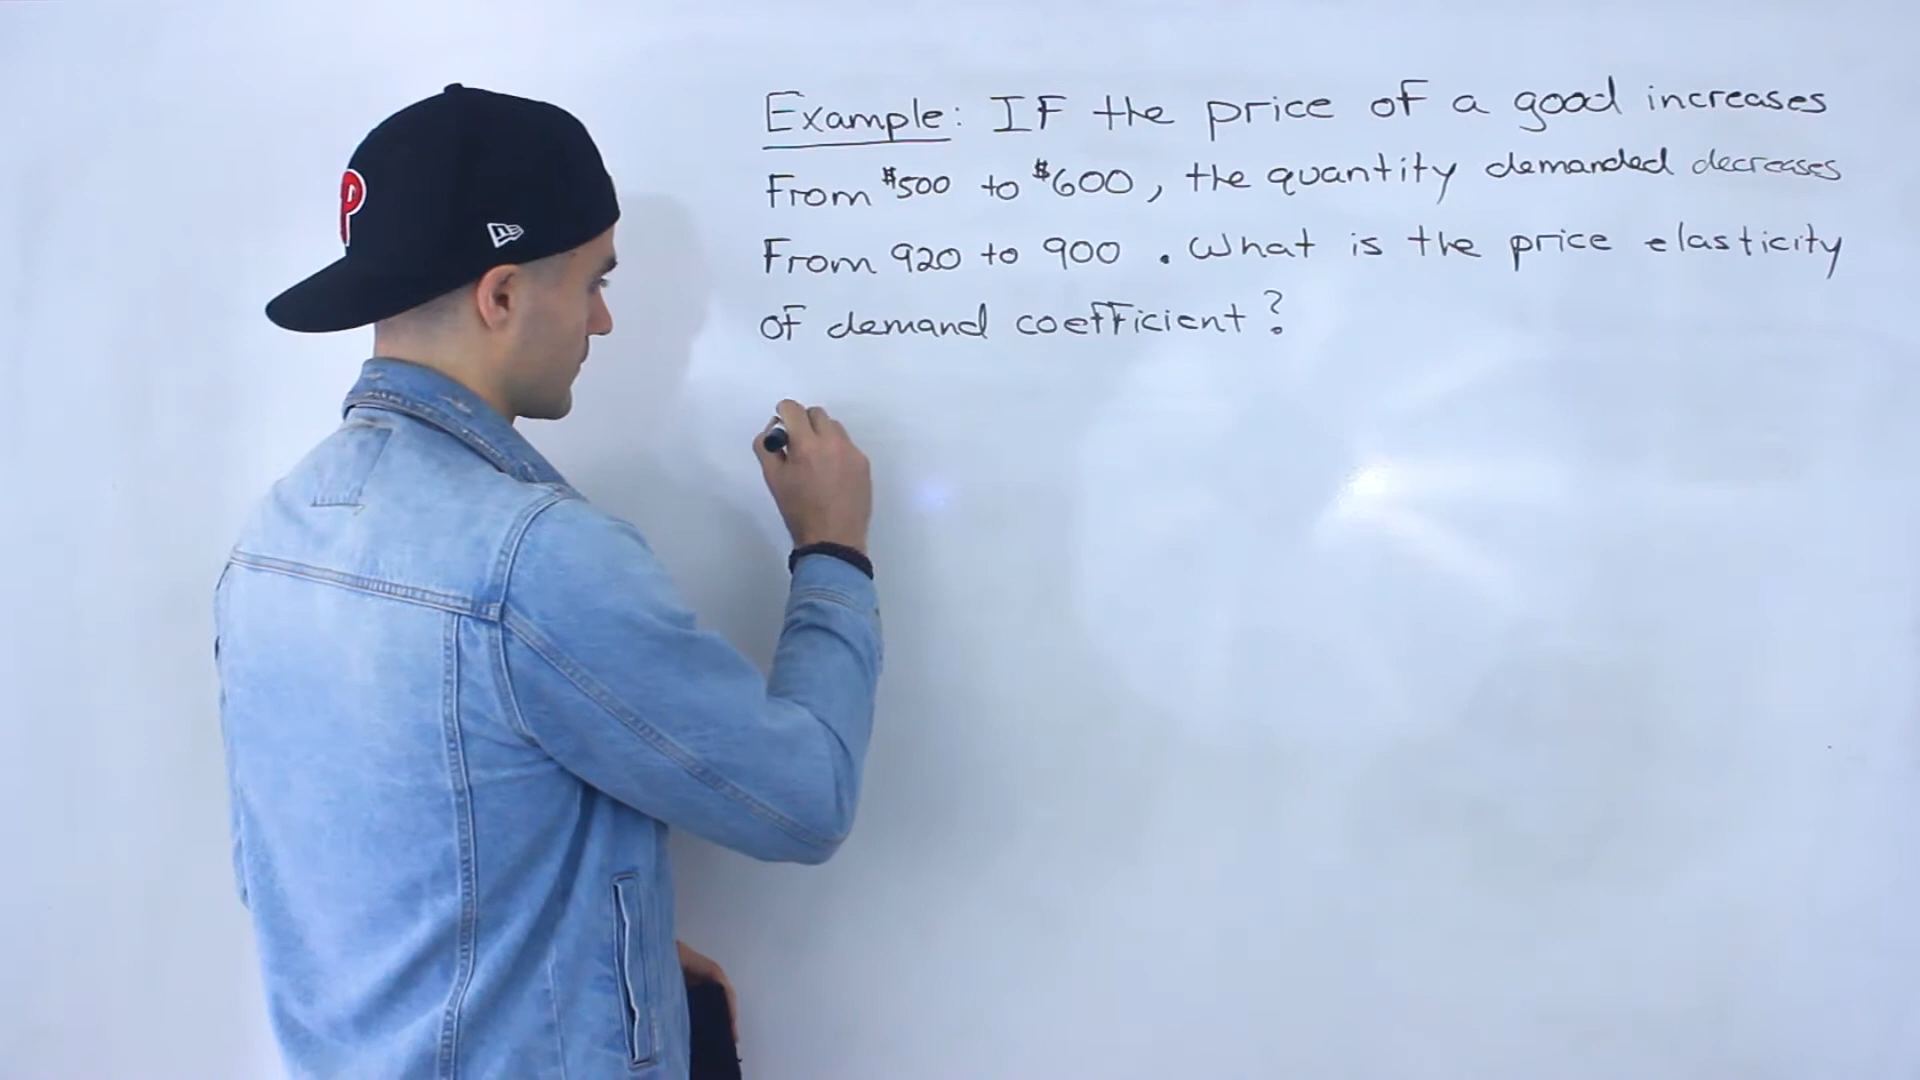 Example: If the price of a good increases
from $500 to $600, the quantity demanded decreases
from 920 to 900. What is the price elasticity
of demand coefficient?
P